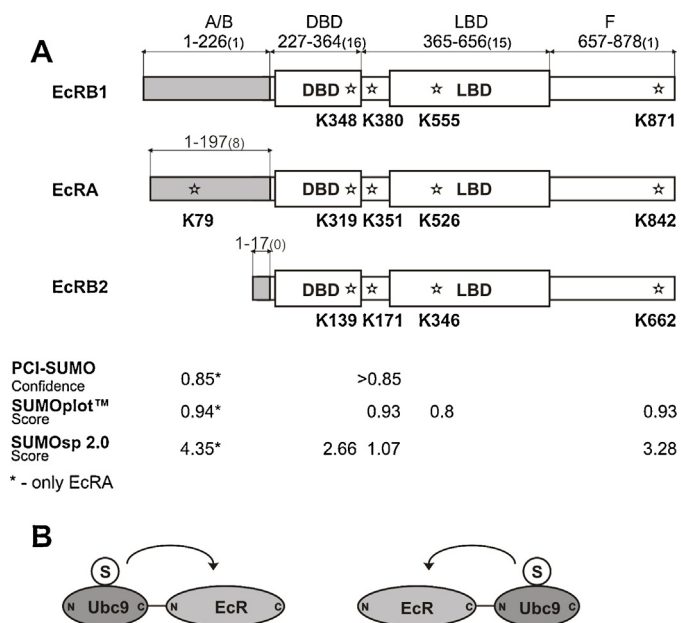 A/B DBD LBD F
1-226(1) 227-364(16) 365-656(15) 657-878(1)
A
EcRB1 DBD ☆ ☆ ☆ LBD ☆
K348 K380 K555 K871
1-197(8)
EcRA ☆ DBD ☆ ☆ ☆ LBD ☆
K79 K319 K351 K526 K842
1-17(0)
EcRB2 DBD ☆ ☆ ☆ LBD ☆
K139 K171 K346 K662
PCI-SUMO
Confidence 0.85* >0.85
SUMOplot™
Score 0.94* 0.93 0.8 0.93
SUMOsp 2.0
Score 4.35* 2.66 1.07 3.28
* - only EcRA
B
S S
N Ubc9 C N EcR C N EcR C N Ubc9 C